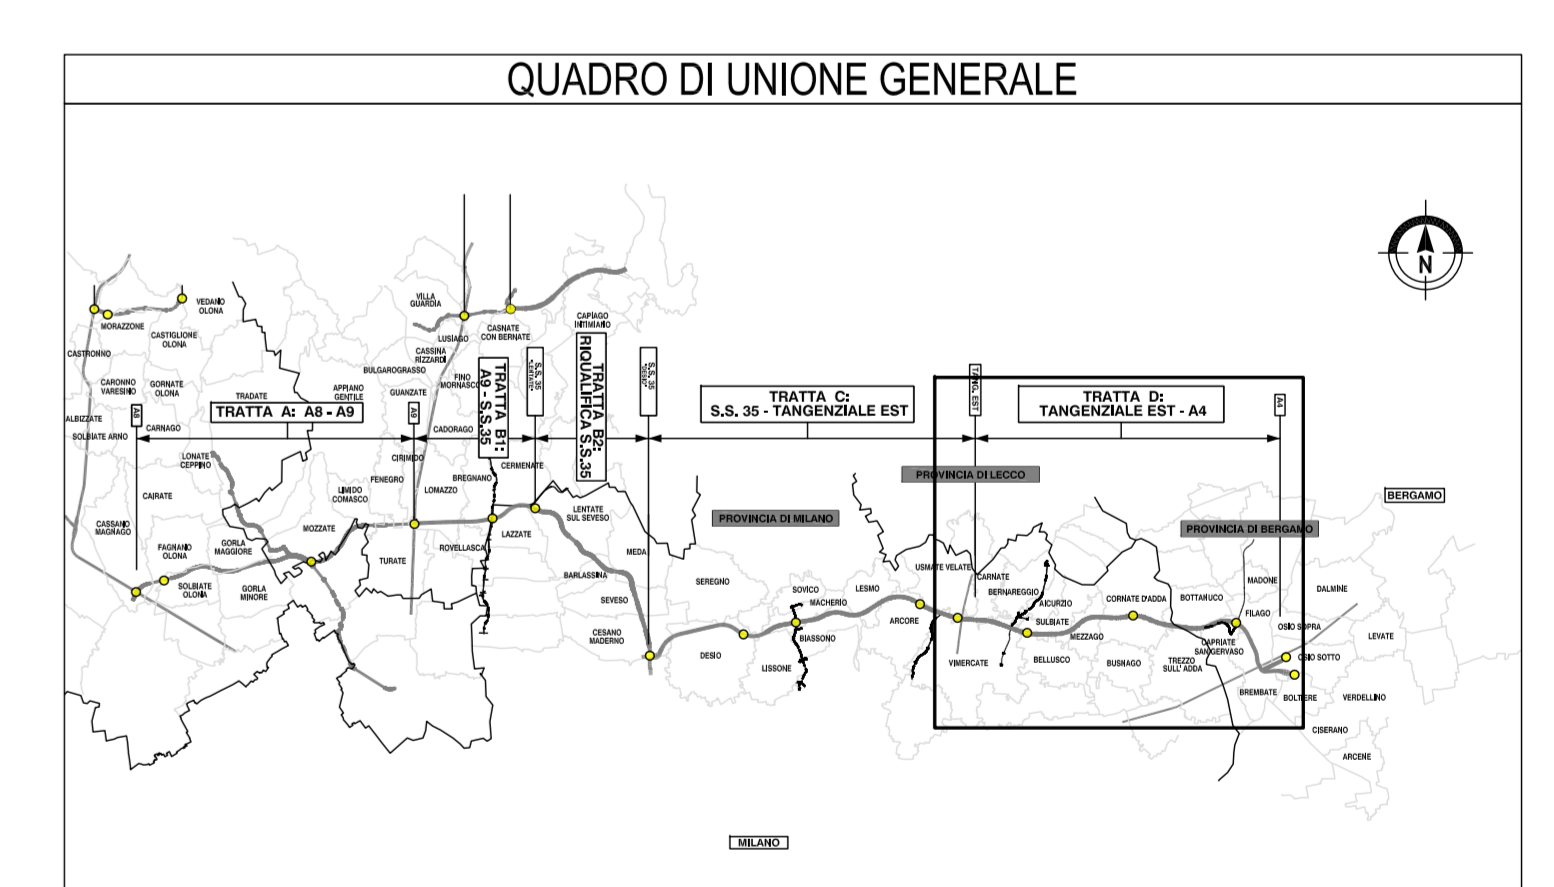 QUADRO DI UNIONE GENERALE
N
VEDANO
OLONA
MORAZZONE
CASTIGLIONE
OLONA
CASTRONNO
CARONNO
VARESINO
GORNATE
OLONA
TRADATE
ALBIZZATE
SOLBIATE ARNO
CARNAGO
A8
TRATTA A: A8 - A9
A9
VILLA
GUARDIA
LUSIAGO
CASNATE
CON BERNATE
CAPIAGO
INTIMIANO
CASSINA
RIZZARDI
BULGAROGRASSO
FINO
MORNASCO
APPIANO
GENTILE
GUANZATE
CADORAGO
TRATTA B1:
A9 - S.S.35
S.S. 35
"LENTATE"
TRATTA B2:
RIQUALIFICA S.S.35
S.S. 35
"DESIO"
TRATTA C:
S.S. 35 - TANGENZIALE EST
TANG. EST
TRATTA D:
TANGENZIALE EST - A4
A4
LONATE
CEPPINO
CIRIMIDO
CERMENATE
FENEGRO
LOMAZZO
BREGNANO
LIMIDO
COMASCO
CAIRATE
CASSANO
MAGNAGO
MOZZATE
LENTATE
SUL SEVESO
LAZZATE
PROVINCIA DI MILANO
PROVINCIA DI LECCO
PROVINCIA DI BERGAMO
BERGAMO
FAGNANO
OLONA
GORLA
MAGGIORE
TURATE
ROVELLASCA
MEDA
SOLBIATE
OLONIA
GORLA
MINORE
BARLASSINA
SEVESO
CESANO
MADERNO
SEREGNO
DESIO
SOVICO
MACHERIO
LESMO
BIASSONO
LISSONE
ARCORE
USMATE VELATE
CARNATE
BERNAREGGIO
AICURZIO
SULBIATE
MEZZAGO
VIMERCATE
BELLUSCO
CORNATE D'ADDA
BUSNAGO
BOTTANUCO
TREZZO
SULL' ADDA
CAPRIATE
SAN GERVASO
MADONE
FILAGO
DALMINE
OSIO SOPRA
LEVATE
OSIO SOTTO
BREMBATE
BOLTIERE
VERDELLINO
CISERANO
ARCENE
MILANO